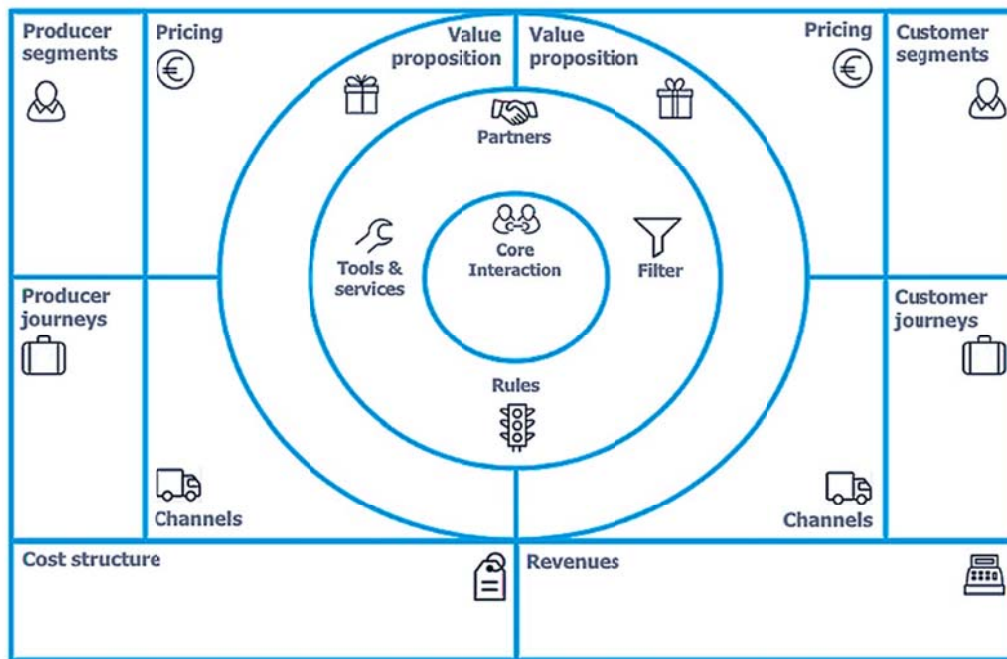 Producer
segments
Pricing
Value
proposition
Value
proposition
Pricing
Customer
segments
Partners
Tools &
services
Core
Interaction
Filter
Producer
journeys
Customer
journeys
Rules
Channels
Channels
Cost structure
Revenues